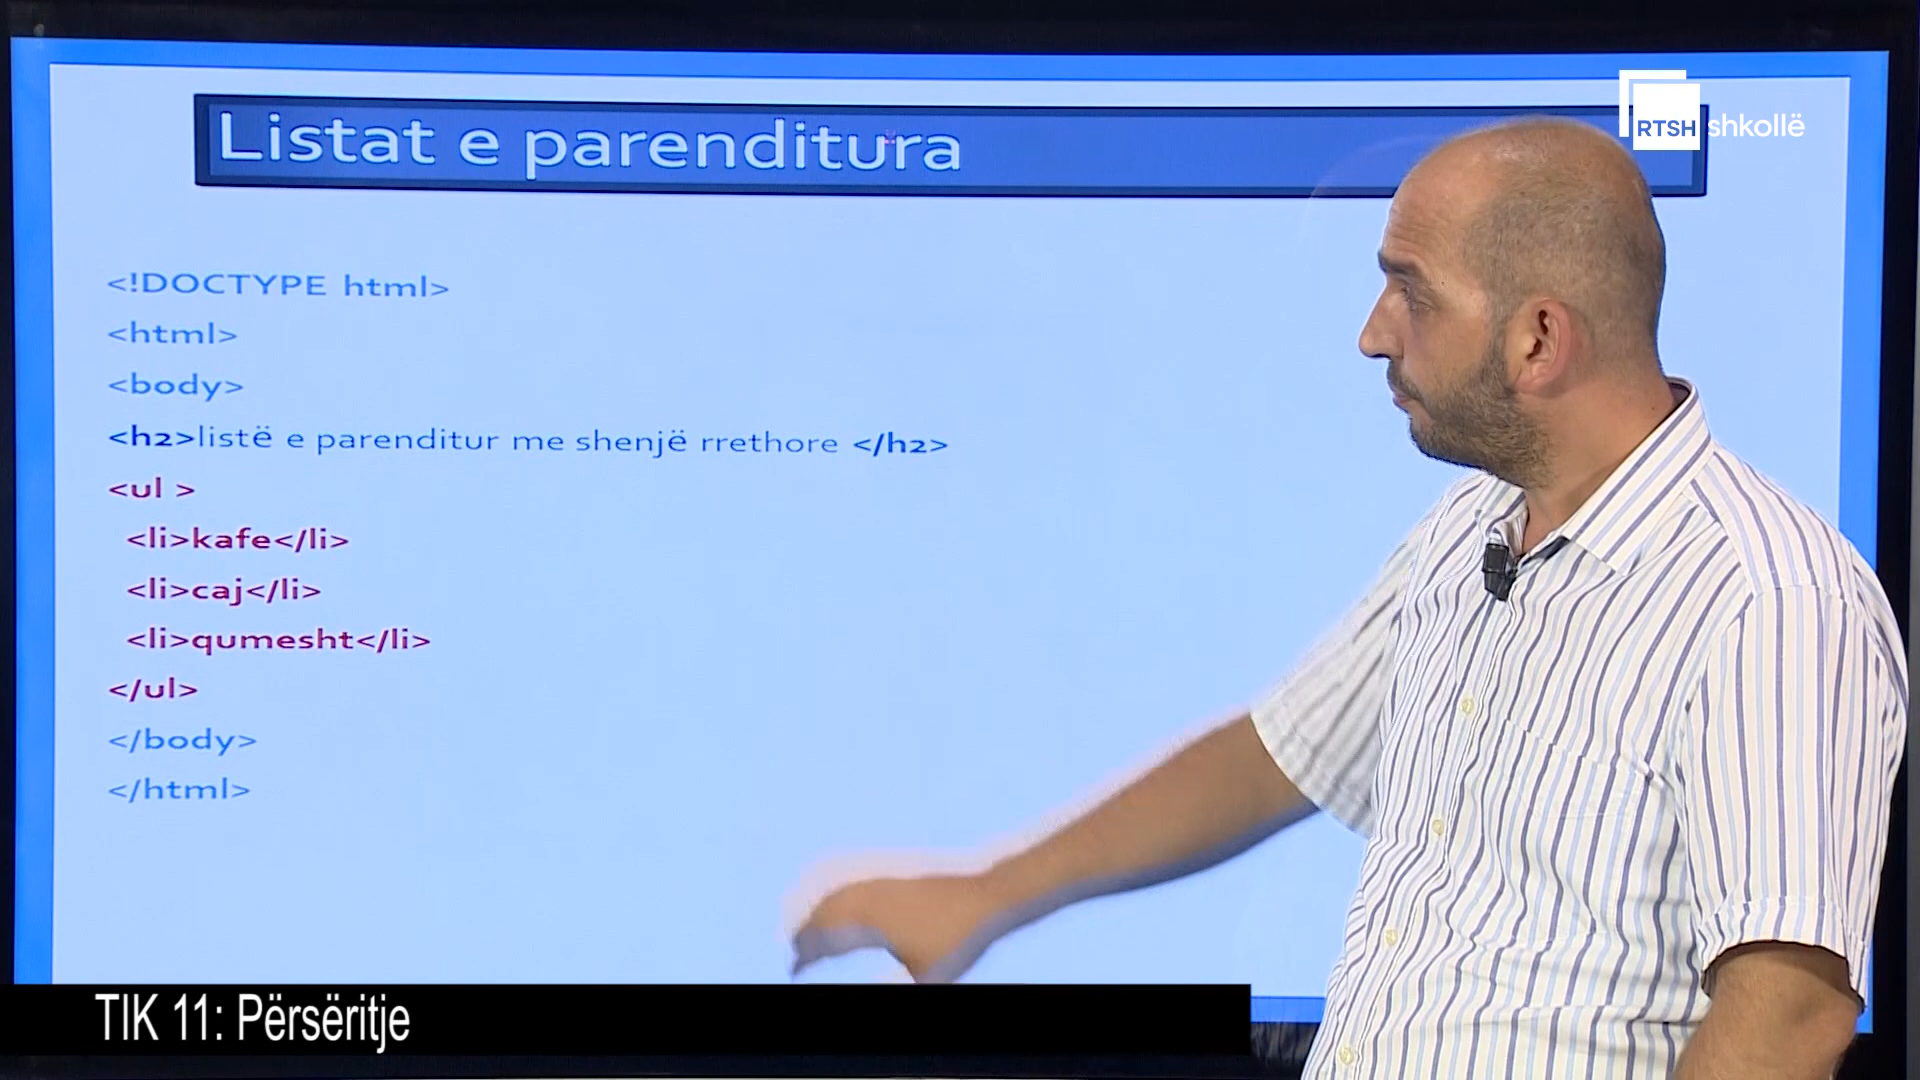 Listat e parenditura
RTSH shkollë
<!DOCTYPE html>
<html>
<body>
<h2>listë e parenditur me shenjë rrethore </h2>
<ul >
<li>kafe</li>
<li>caj</li>
<li>qumesht</li>
</ul>
</body>
</html>
TIK 11: Përsëritje